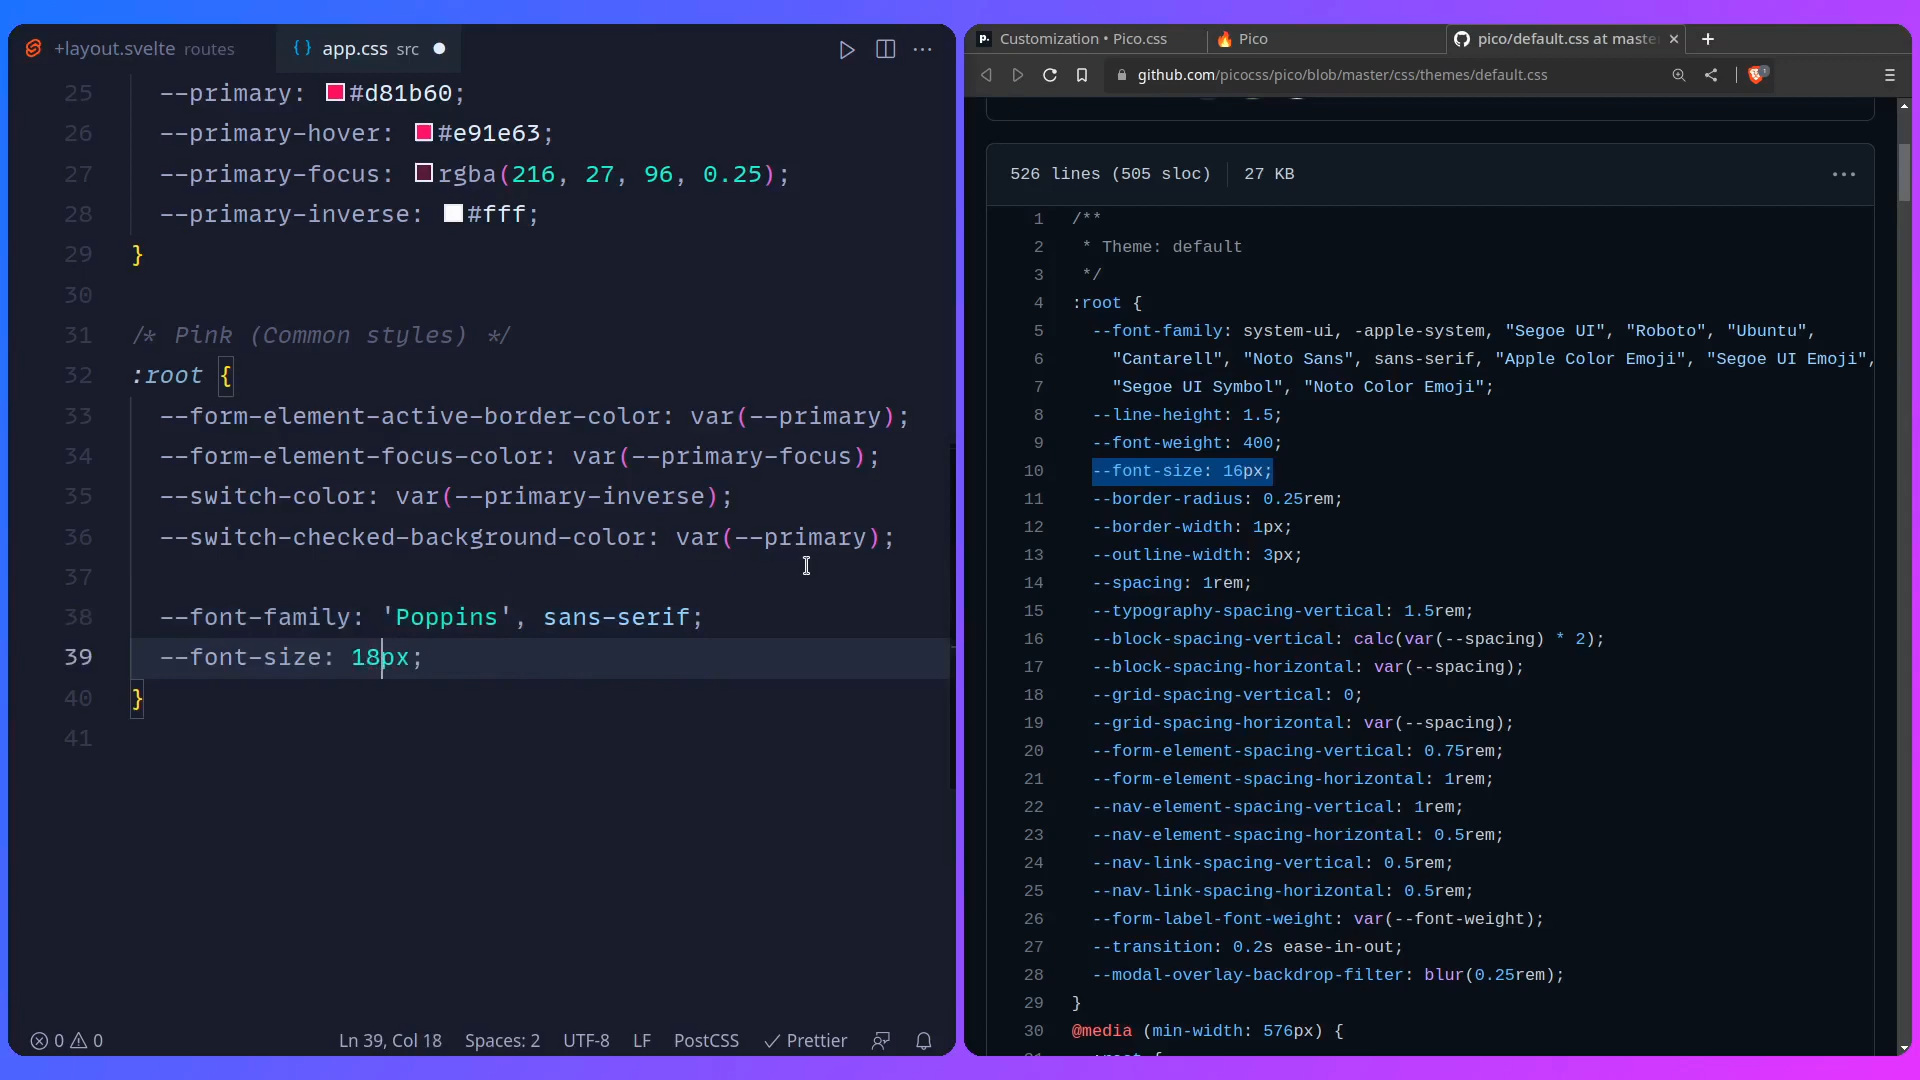 +layout.svelte routes
{} app.css src
25 --primary: #d81b60;
26 --primary-hover: #e91e63;
27 --primary-focus: rgba(216, 27, 96, 0.25);
28 --primary-inverse: #fff;
29 }
30
31 /* Pink (Common styles) */
32 :root {
33 --form-element-active-border-color: var(--primary);
34 --form-element-focus-color: var(--primary-focus);
35 --switch-color: var(--primary-inverse);
36 --switch-checked-background-color: var(--primary);
37
38 --font-family: 'Poppins', sans-serif;
39 --font-size: 18px;
40 }
41
0 0 Ln 39, Col 18 Spaces: 2 UTF-8 LF PostCSS Prettier
p. Customization • Pico.css
Pico
pico/default.css at maste
github.com/picocss/pico/blob/master/css/themes/default.css
526 lines (505 sloc) 27 KB
1 /**
2 * Theme: default
3 */
4 :root {
5 --font-family: system-ui, -apple-system, "Segoe UI", "Roboto", "Ubuntu",
6 "Cantarell", "Noto Sans", sans-serif, "Apple Color Emoji", "Segoe UI Emoji",
7 "Segoe UI Symbol", "Noto Color Emoji";
8 --line-height: 1.5;
9 --font-weight: 400;
10 --font-size: 16px;
11 --border-radius: 0.25rem;
12 --border-width: 1px;
13 --outline-width: 3px;
14 --spacing: 1rem;
15 --typography-spacing-vertical: 1.5rem;
16 --block-spacing-vertical: calc(var(--spacing) * 2);
17 --block-spacing-horizontal: var(--spacing);
18 --grid-spacing-vertical: 0;
19 --grid-spacing-horizontal: var(--spacing);
20 --form-element-spacing-vertical: 0.75rem;
21 --form-element-spacing-horizontal: 1rem;
22 --nav-element-spacing-vertical: 1rem;
23 --nav-element-spacing-horizontal: 0.5rem;
24 --nav-link-spacing-vertical: 0.5rem;
25 --nav-link-spacing-horizontal: 0.5rem;
26 --form-label-font-weight: var(--font-weight);
27 --transition: 0.2s ease-in-out;
28 --modal-overlay-backdrop-filter: blur(0.25rem);
29 }
30 @media (min-width: 576px) {